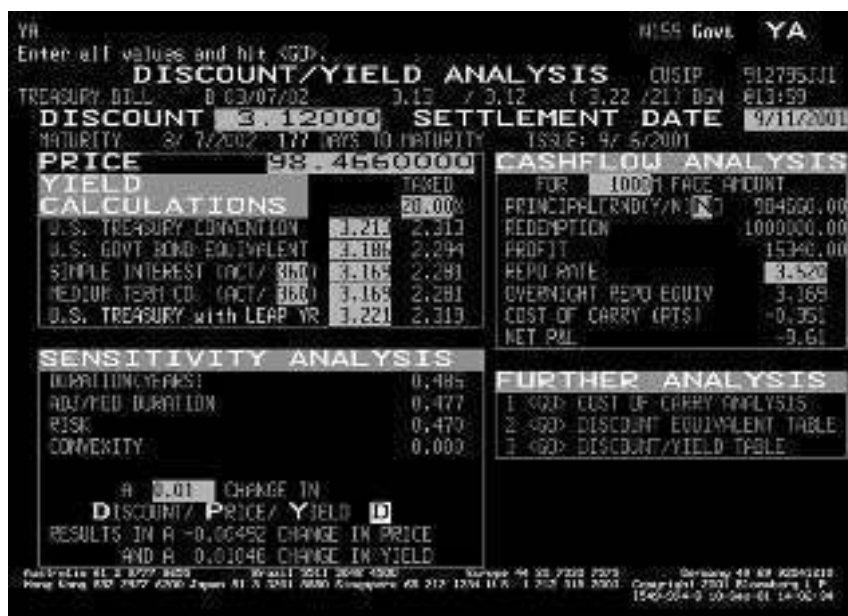 YA N155 Govt YA
Enter all values and hit <GO>.
DISCOUNT/YIELD ANALYSIS CUSIP
TREASURY BILL B 03/07/02 3.13 / 3.12 ( 3.22 /21) BGN @13:59
DISCOUNT 3.12000 SETTLEMENT DATE 9/11/2001
MATURITY 3/ 7/2002 177 DAYS TO MATURITY ISSUE: 9/ 6/2001
PRICE 98.4660000 CASHFLOW ANALYSIS
YIELD TAXED FOR 1000M FACE AMOUNT
CALCULATIONS 28.00% PRINCIPAL[RND(Y/N) N ] 984660.00
U.S. TREASURY CONVENTION 3.213 2.313 REDEMPTION 1000000.00
U.S. GOVT BOND EQUIVALENT 3.186 2.294 PROFIT 15340.00
SIMPLE INTEREST (ACT/ 360) 3.169 2.281 REPO RATE 3.520
MEDIUM TERM CD. (ACT/ 360) 3.169 2.281 OVERNIGHT REPO EQUIV 3.169
U.S. TREASURY with LEAP YR 3.221 2.319 COST OF CARRY (PTS) -0.351
NET P&L -9.61
SENSITIVITY ANALYSIS
DURATION(YEARS) 0.486 FURTHER ANALYSIS
ADJ/MOD DURATION 0.477 1 <GO> COST OF CARRY ANALYSIS
RISK 0.470 2 <GO> DISCOUNT EQUIVALENT TABLE
CONVEXITY 0.000 3 <GO> DISCOUNT/YIELD TABLE
A 0.01 CHANGE IN
DISCOUNT/ PRICE/ YIELD D
RESULTS IN A -0.00492 CHANGE IN PRICE
AND A 0.01046 CHANGE IN YIELD
Copyright 2001 Bloomberg L.P.